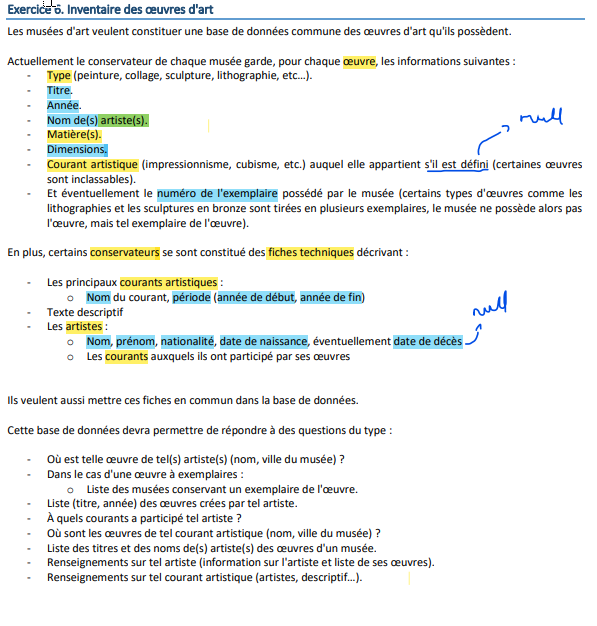 Exercice 6. Inventaire des œuvres d'art
Les musées d'art veulent constituer une base de données commune des œuvres d'art qu'ils possèdent.
Actuellement le conservateur de chaque musée garde, pour chaque œuvre, les informations suivantes :
- Type (peinture, collage, sculpture, lithographie, etc...).
- Titre.
- Année.
- Nom de(s) artiste(s).
- Matière(s).
null
- Dimensions.
- Courant artistique (impressionnisme, cubisme, etc.) auquel elle appartient s'il est défini (certaines œuvres
sont inclassables).
- Et éventuellement le numéro de l'exemplaire possédé par le musée (certains types d'œuvres comme les
lithographies et les sculptures en bronze sont tirées en plusieurs exemplaires, le musée ne possède alors pas
l'œuvre, mais tel exemplaire de l'œuvre).
En plus, certains conservateurs se sont constitué des fiches techniques décrivant :
- Les principaux courants artistiques :
o Nom du courant, période (année de début, année de fin)
null
- Texte descriptif
- Les artistes :
o Nom, prénom, nationalité, date de naissance, éventuellement date de décès
o Les courants auxquels ils ont participé par ses œuvres
Ils veulent aussi mettre ces fiches en commun dans la base de données.
Cette base de données devra permettre de répondre à des questions du type :
- Où est telle œuvre de tel(s) artiste(s) (nom, ville du musée) ?
- Dans le cas d'une œuvre à exemplaires :
o Liste des musées conservant un exemplaire de l'œuvre.
- Liste (titre, année) des œuvres crées par tel artiste.
- À quels courants a participé tel artiste ?
- Où sont les œuvres de tel courant artistique (nom, ville du musée) ?
- Liste des titres et des noms de(s) artiste(s) des œuvres d'un musée.
- Renseignements sur tel artiste (information sur l'artiste et liste de ses œuvres).
- Renseignements sur tel courant artistique (artistes, descriptif...).